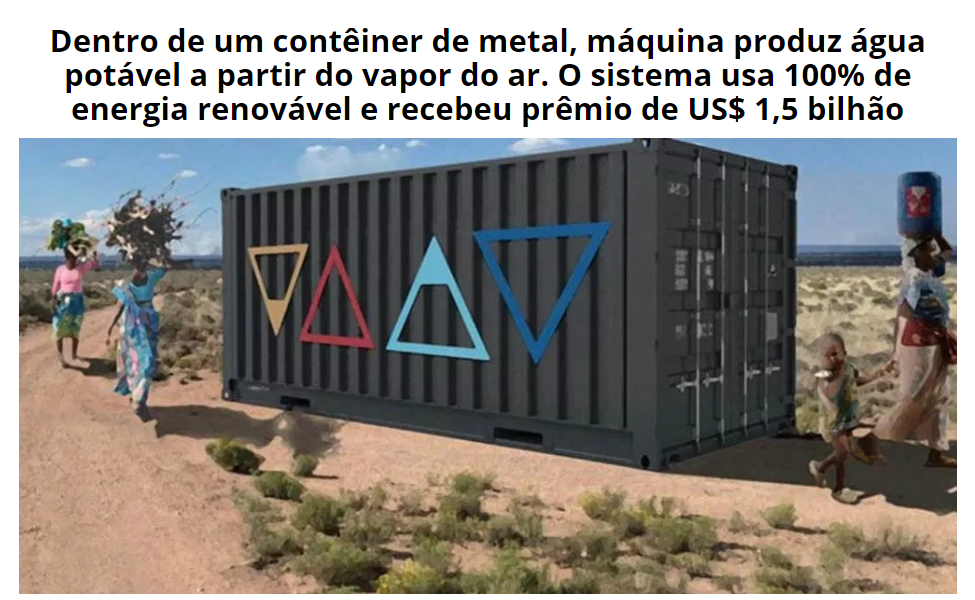 Dentro de um contêiner de metal, máquina produz água
potável a partir do vapor do ar. O sistema usa 100% de
energia renovável e recebeu prêmio de US$ 1,5 bilhão